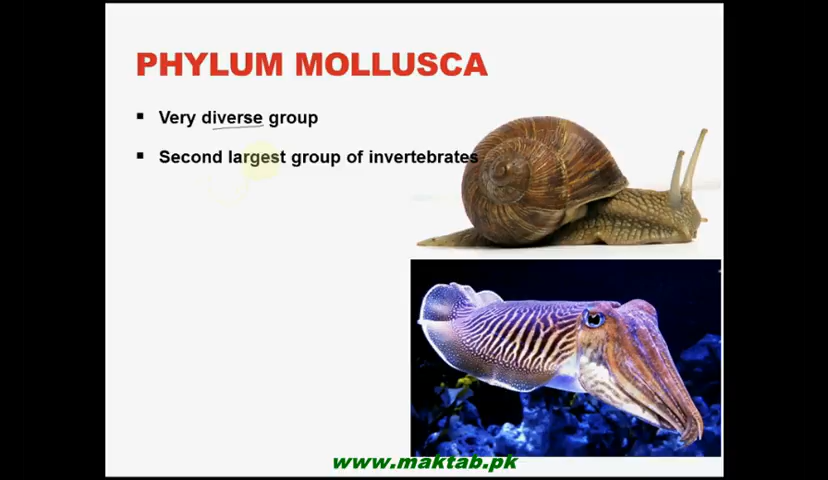 PHYLUM MOLLUSCA
▪ Very diverse group
▪ Second largest group of invertebrates
www.maktab.pk